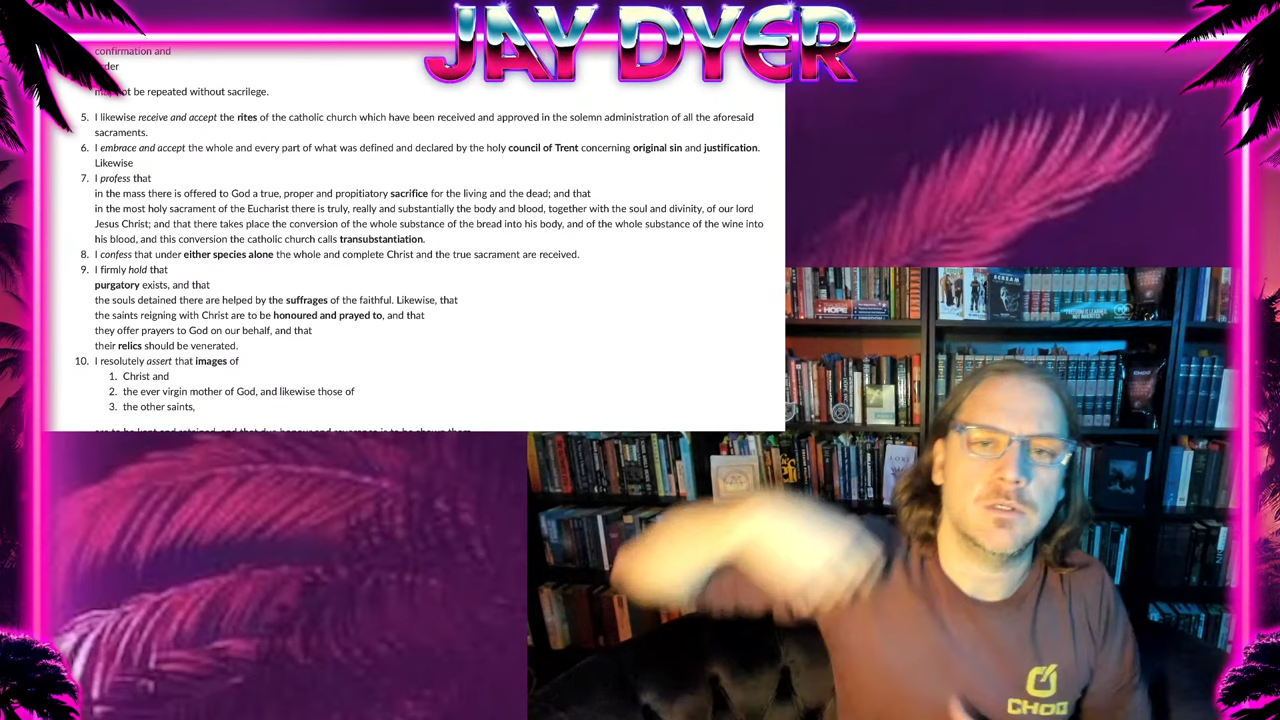 JAY DYER
confirmation and
be repeated without sacrilege.
5. I likewise receive and accept the rites of the catholic church which have been received and approved in the solemn administration of all the aforesaid
sacraments.
6. I embrace and accept the whole and every part of what was defined and declared by the holy council of Trent concerning original sin and justification.
Likewise
7. I profess that
in the mass there is offered to God a true, proper and propitiatory sacrifice for the living and the dead; and that
in the most holy sacrament of the Eucharist there is truly, really and substantially the body and blood, together with the soul and divinity, of our lord
Jesus Christ; and that there takes place the conversion of the whole substance of the bread into his body, and of the whole substance of the wine into
his blood, and this conversion the catholic church calls transubstantiation.
8. I confess that under either species alone the whole and complete Christ and the true sacrament are received.
9. I firmly hold that
purgatory exists, and that
the souls detained there are helped by the suffrages of the faithful. Likewise, that
the saints reigning with Christ are to be honoured and prayed to, and that
they offer prayers to God on our behalf, and that
their relics should be venerated.
10. I resolutely assert that images of
1. Christ and
2. the ever virgin mother of God, and likewise those of
3. the other saints,
SCREAM
HOPE
LORE
CHOQ